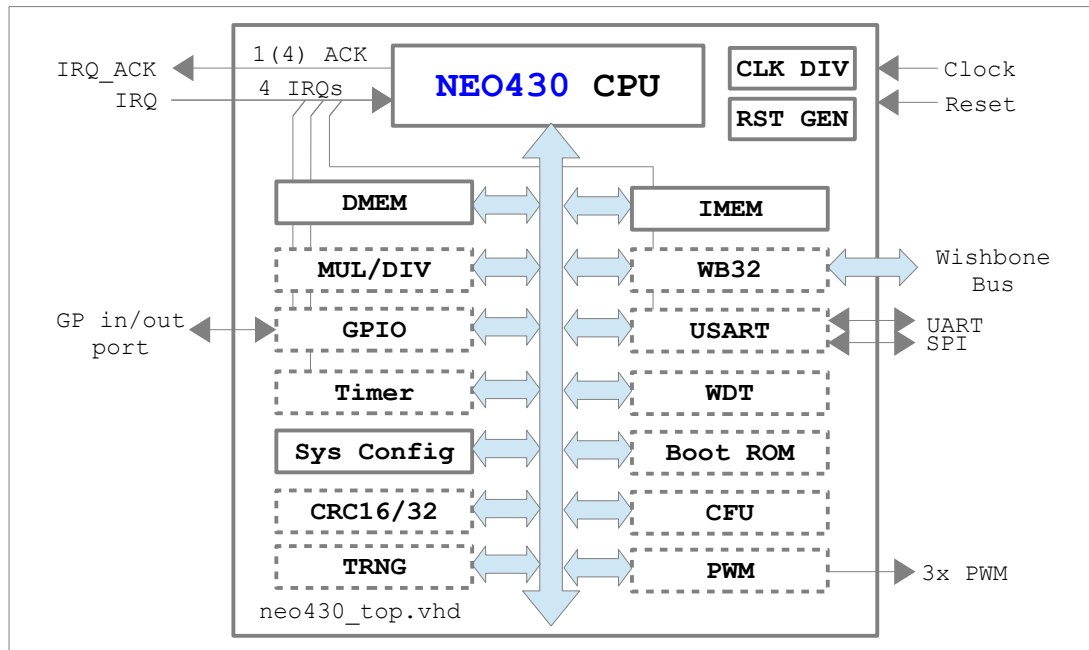 1(4) ACK
IRQ_ACK
IRQ
4 IRQs
NEO430 CPU
CLK DIV
RST GEN
Clock
Reset
DMEM
IMEM
MUL/DIV
WB32
Wishbone
Bus
GP in/out
port
GPIO
USART
UART
SPI
Timer
WDT
Sys Config
Boot ROM
CRC16/32
CFU
TRNG
PWM
3x PWM
neo430_top.vhd